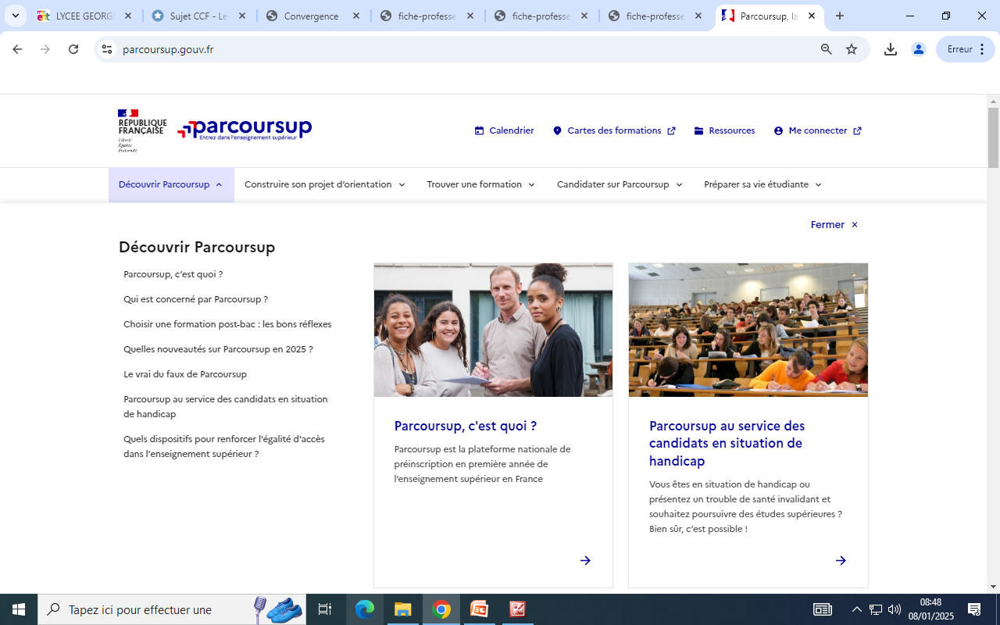 LYCEE GEORGE
Sujet CCF - Le
Convergence
fiche-professe
fiche-professe
fiche-professe
Parcoursup, la
parcoursup.gouv.fr
Erreur
RÉPUBLIQUE
FRANÇAISE
Liberté
Égalité
Fraternité
parcoursup
Entrez dans l'enseignement supérieur
Calendrier
Cartes des formations
Ressources
Me connecter
Découvrir Parcoursup
Construire son projet d’orientation
Trouver une formation
Candidater sur Parcoursup
Préparer sa vie étudiante
Fermer
Découvrir Parcoursup
Parcoursup, c’est quoi ?
Qui est concerné par Parcoursup ?
Choisir une formation post-bac : les bons réflexes
Quelles nouveautés sur Parcoursup en 2025 ?
Le vrai du faux de Parcoursup
Parcoursup au service des candidats en situation
de handicap
Quels dispositifs pour renforcer l'égalité d'accès
dans l'enseignement supérieur ?
Parcoursup, c'est quoi ?
Parcoursup est la plateforme nationale de
préinscription en première année de
l’enseignement supérieur en France
Parcoursup au service des
candidats en situation de
handicap
Vous êtes en situation de handicap ou
présentez un trouble de santé invalidant et
souhaitez poursuivre des études supérieures ?
Bien sûr, c’est possible !
Tapez ici pour effectuer une
08:48
08/01/2025